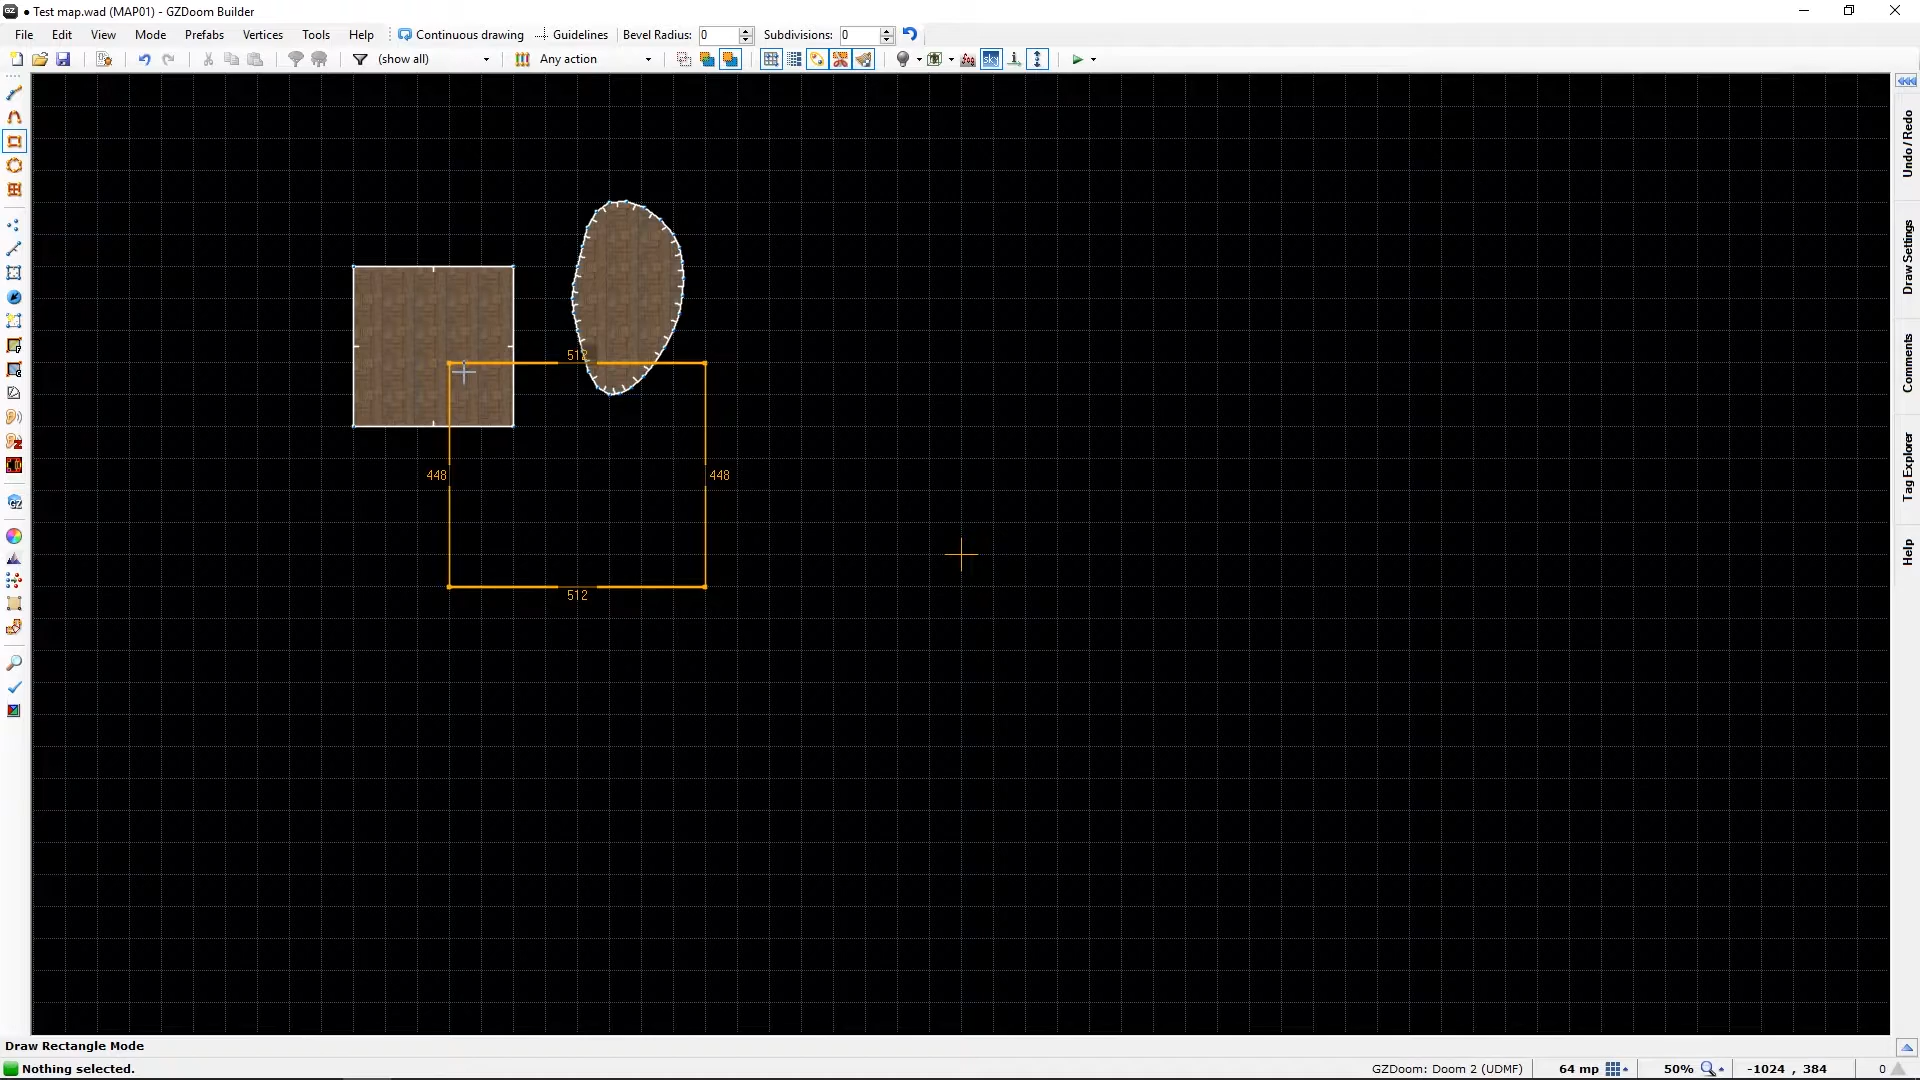 • Test map.wad (MAP01) - GZDoom Builder
File Edit View Mode Prefabs Vertices Tools Help Continuous drawing Guidelines Bevel Radius: 0 Subdivisions: 0
(show all) Any action
Undo / Redo
Draw Settings
Comments
Tag Explorer
Help
512
448 448
512
Draw Rectangle Mode
Nothing selected. GZDoom: Doom 2 (UDMF) 64 mp 50% -1024 , 384 0